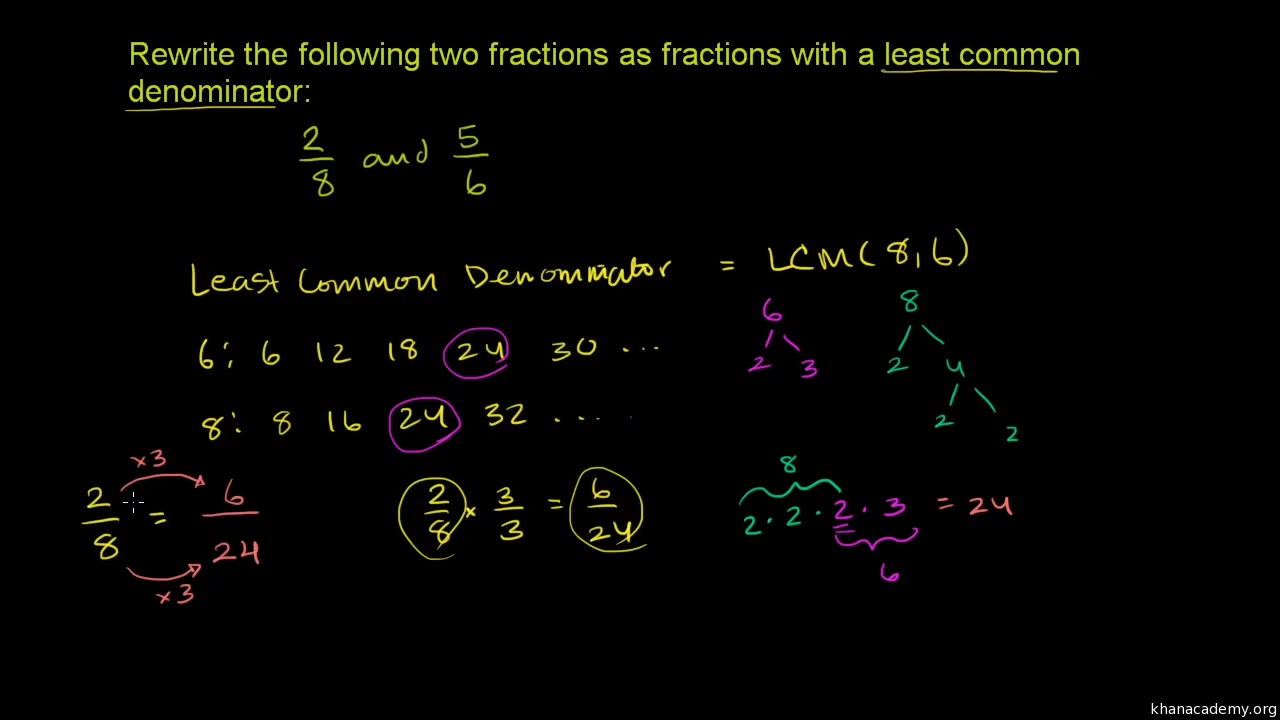 Rewrite the following two fractions as fractions with a least common
denominator:
2/8 and 5/6
Least Common Denominator = LCM(8,6)
6: 6 12 18 24 30 ...
8: 8 16 24 32 ....
6
2 3
8
2 4
2 2
×3
2/8 = 6/24
×3
2/8 × 3/3 = 6/24
8
2·2·2·3 = 24
6
khanacademy.org